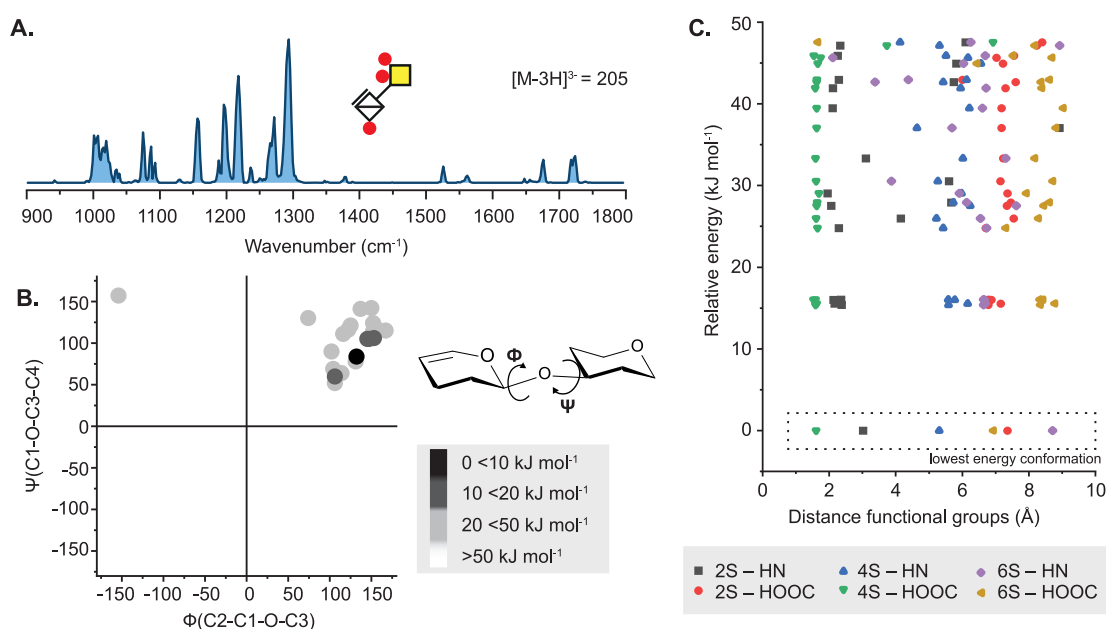 A.
[M-3H]³⁻ = 205
900 1000 1100 1200 1300 1400 1500 1600 1700 1800
Wavenumber (cm⁻¹)
B.
150
100
50
0
-50
-100
-150
Ψ(C1-O-C3-C4)
-150 -100 -50 0 50 100 150
Φ(C2-C1-O-C3)
O
O
Φ
O
Ψ
0 <10 kJ mol⁻¹
10 <20 kJ mol⁻¹
20 <50 kJ mol⁻¹
>50 kJ mol⁻¹
C.
50
40
30
20
10
0
Relative energy (kJ mol⁻¹)
lowest energy conformation
0 2 4 6 8 10
Distance functional groups (Å)
2S – HN 4S – HN 6S – HN
2S – HOOC 4S – HOOC 6S – HOOC